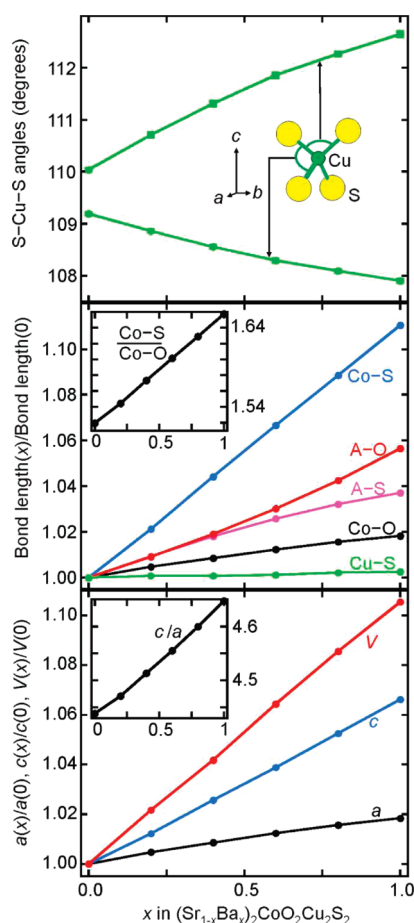 112
111
110
109
108
S−Cu−S angles (degrees)
c
a
b
Cu
S
1.10
1.08
1.06
1.04
1.02
1.00
Bond length(x)/Bond length(0)
Co−S
Co−O
1.64
1.54
0
0.5
1
Co−S
A−O
A−S
Co−O
Cu−S
1.10
1.08
1.06
1.04
1.02
1.00
a(x)/a(0), c(x)/c(0), V(x)/V(0)
c/a
4.6
4.5
0
0.5
1
V
c
a
0.0
0.5
1.0
x in (Sr₁₋ₓBaₓ)₂CoO₂Cu₂S₂